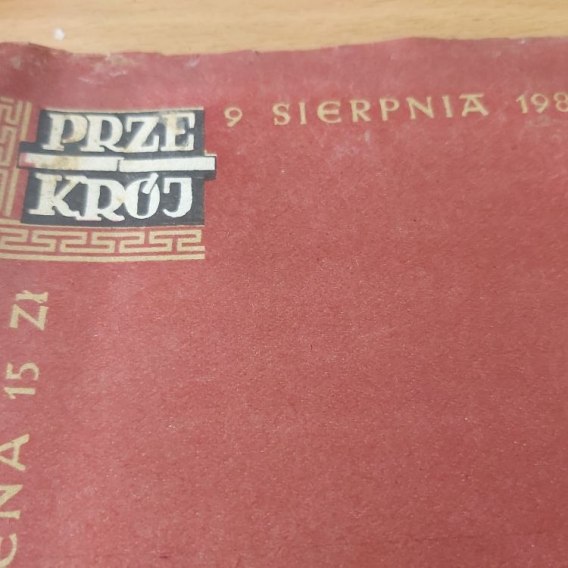 PRZE
KRÓJ
9 SIERPNIA 198
CENA 15 ZŁ